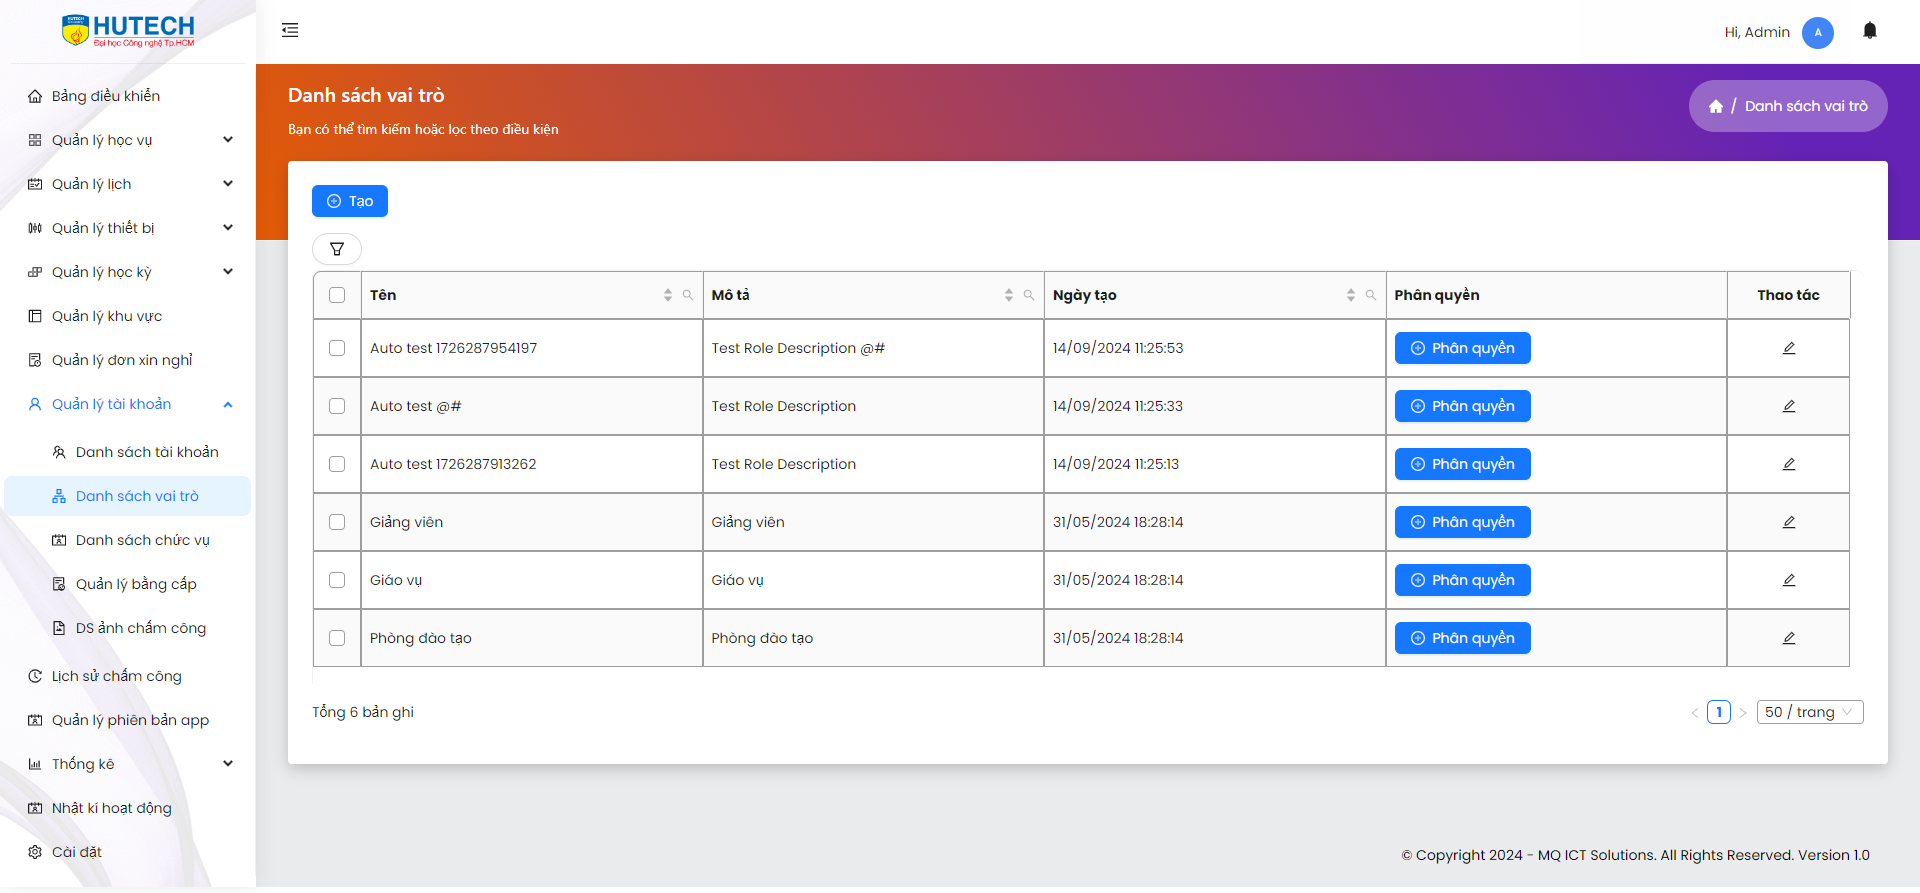 HUTECH
Đại học Công nghệ Tp.HCM
Hi, Admin
A
Bảng điều khiển
Quản lý học vụ
Quản lý lịch
Quản lý thiết bị
Quản lý học kỳ
Quản lý khu vực
Quản lý đơn xin nghỉ
Quản lý tài khoản
Danh sách tài khoản
Danh sách vai trò
Danh sách chức vụ
Quản lý bằng cấp
DS ảnh chấm công
Lịch sử chấm công
Quản lý phiên bản app
Thống kê
Nhật kí hoạt động
Cài đặt
Danh sách vai trò
Bạn có thể tìm kiếm hoặc lọc theo điều kiện
/ Danh sách vai trò
Tạo
Tên Mô tả Ngày tạo Phân quyền Thao tác
Auto test 1726287954197 Test Role Description @# 14/09/2024 11:25:53 Phân quyền
Auto test @# Test Role Description 14/09/2024 11:25:33 Phân quyền
Auto test 1726287913262 Test Role Description 14/09/2024 11:25:13 Phân quyền
Giảng viên Giảng viên 31/05/2024 18:28:14 Phân quyền
Giáo vụ Giáo vụ 31/05/2024 18:28:14 Phân quyền
Phòng đào tạo Phòng đào tạo 31/05/2024 18:28:14 Phân quyền
Tổng 6 bản ghi
< 1 > 50 / trang
© Copyright 2024 - MQ ICT Solutions. All Rights Reserved. Version 1.0